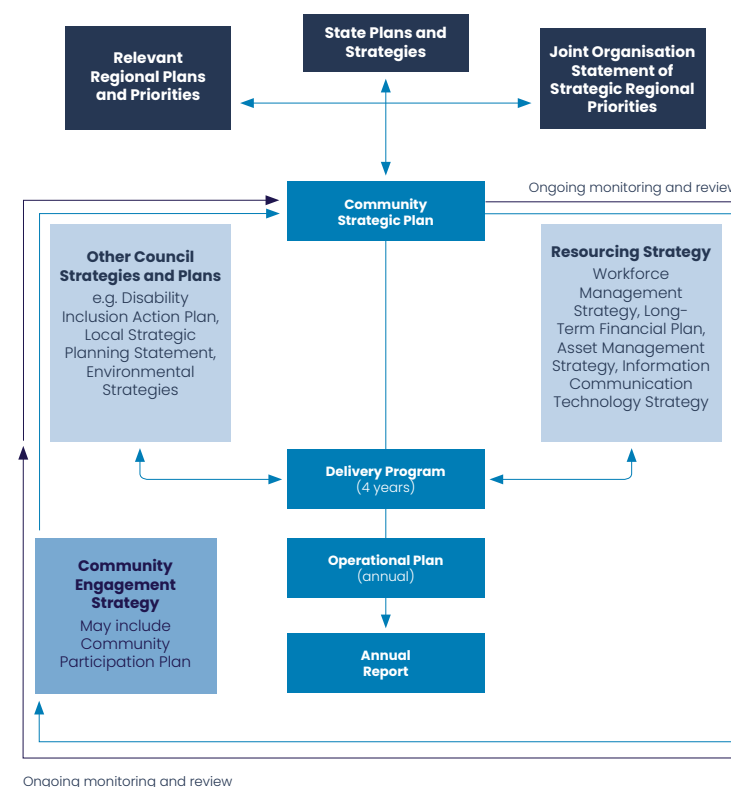 Relevant
Regional Plans
and Priorities
State Plans and
Strategies
Joint Organisation
Statement of
Strategic Regional
Priorities
Ongoing monitoring and review
Community
Strategic Plan
Other Council
Strategies and Plans
e.g. Disability
Inclusion Action Plan,
Local Strategic
Planning Statement,
Environmental
Strategies
Resourcing Strategy
Workforce
Management
Strategy, Long-
Term Financial Plan,
Asset Management
Strategy, Information
Communication
Technology Strategy
Delivery Program
(4 years)
Community
Engagement
Strategy
May include
Community
Participation Plan
Operational Plan
(annual)
Annual
Report
Ongoing monitoring and review